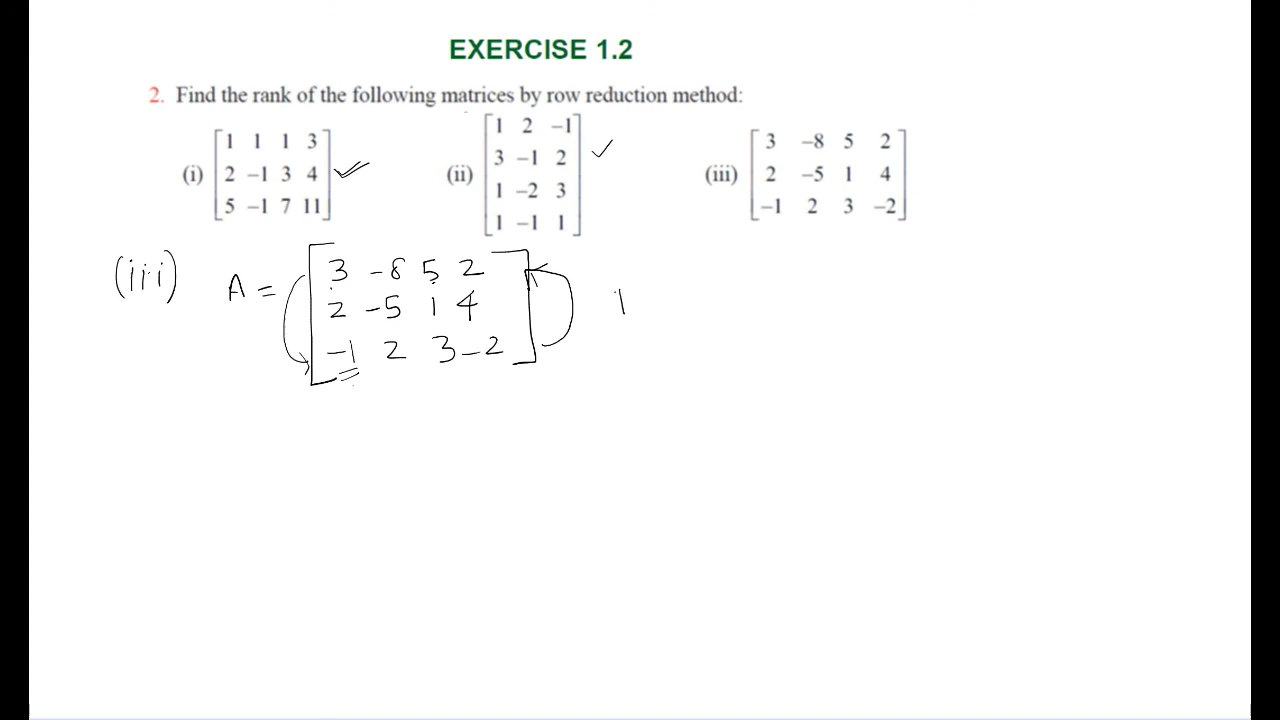 EXERCISE 1.2
2. Find the rank of the following matrices by row reduction method:
(i) [1 1 1 3
2 -1 3 4
5 -1 7 11]
(ii) [1 2 -1
3 -1 2
1 -2 3
1 -1 1]
(iii) [3 -8 5 2
2 -5 1 4
-1 2 3 -2]
(iii) A = [3 -8 5 2
2 -5 1 4
-1 2 3 -2]